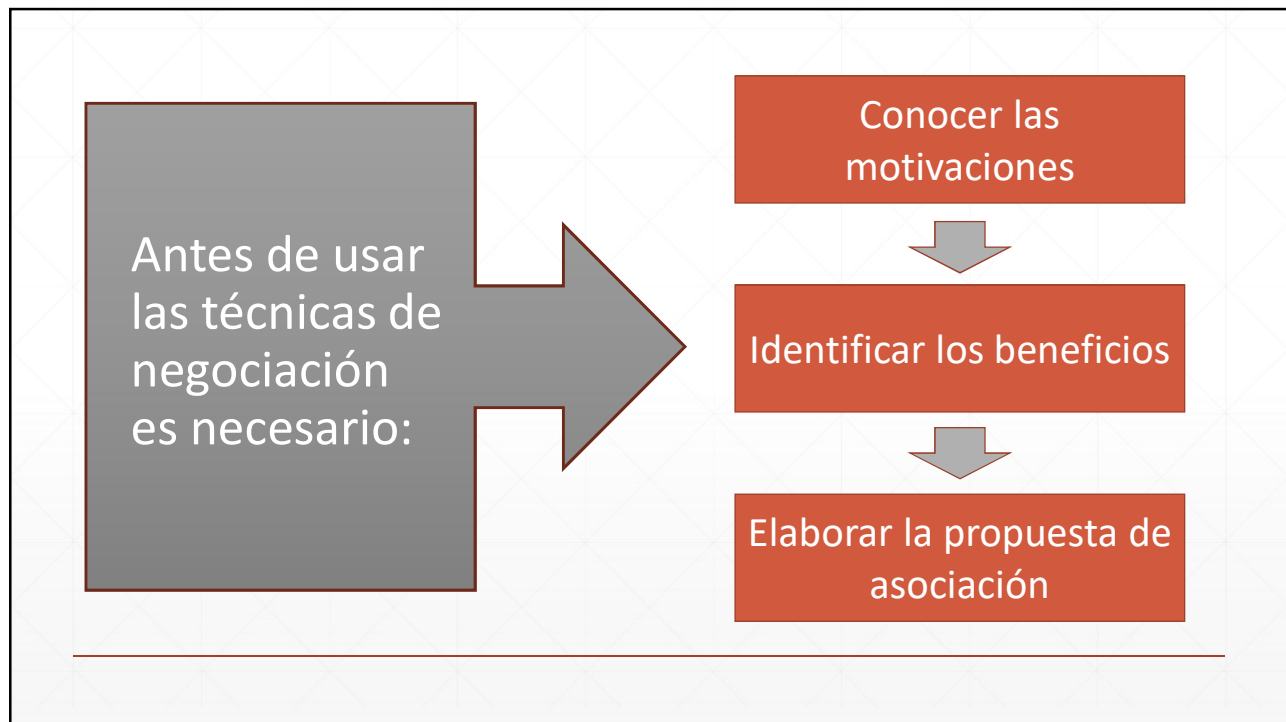 Antes de usar
las técnicas de
negociación
es necesario:
Conocer las
motivaciones
Identificar los beneficios
Elaborar la propuesta de
asociación